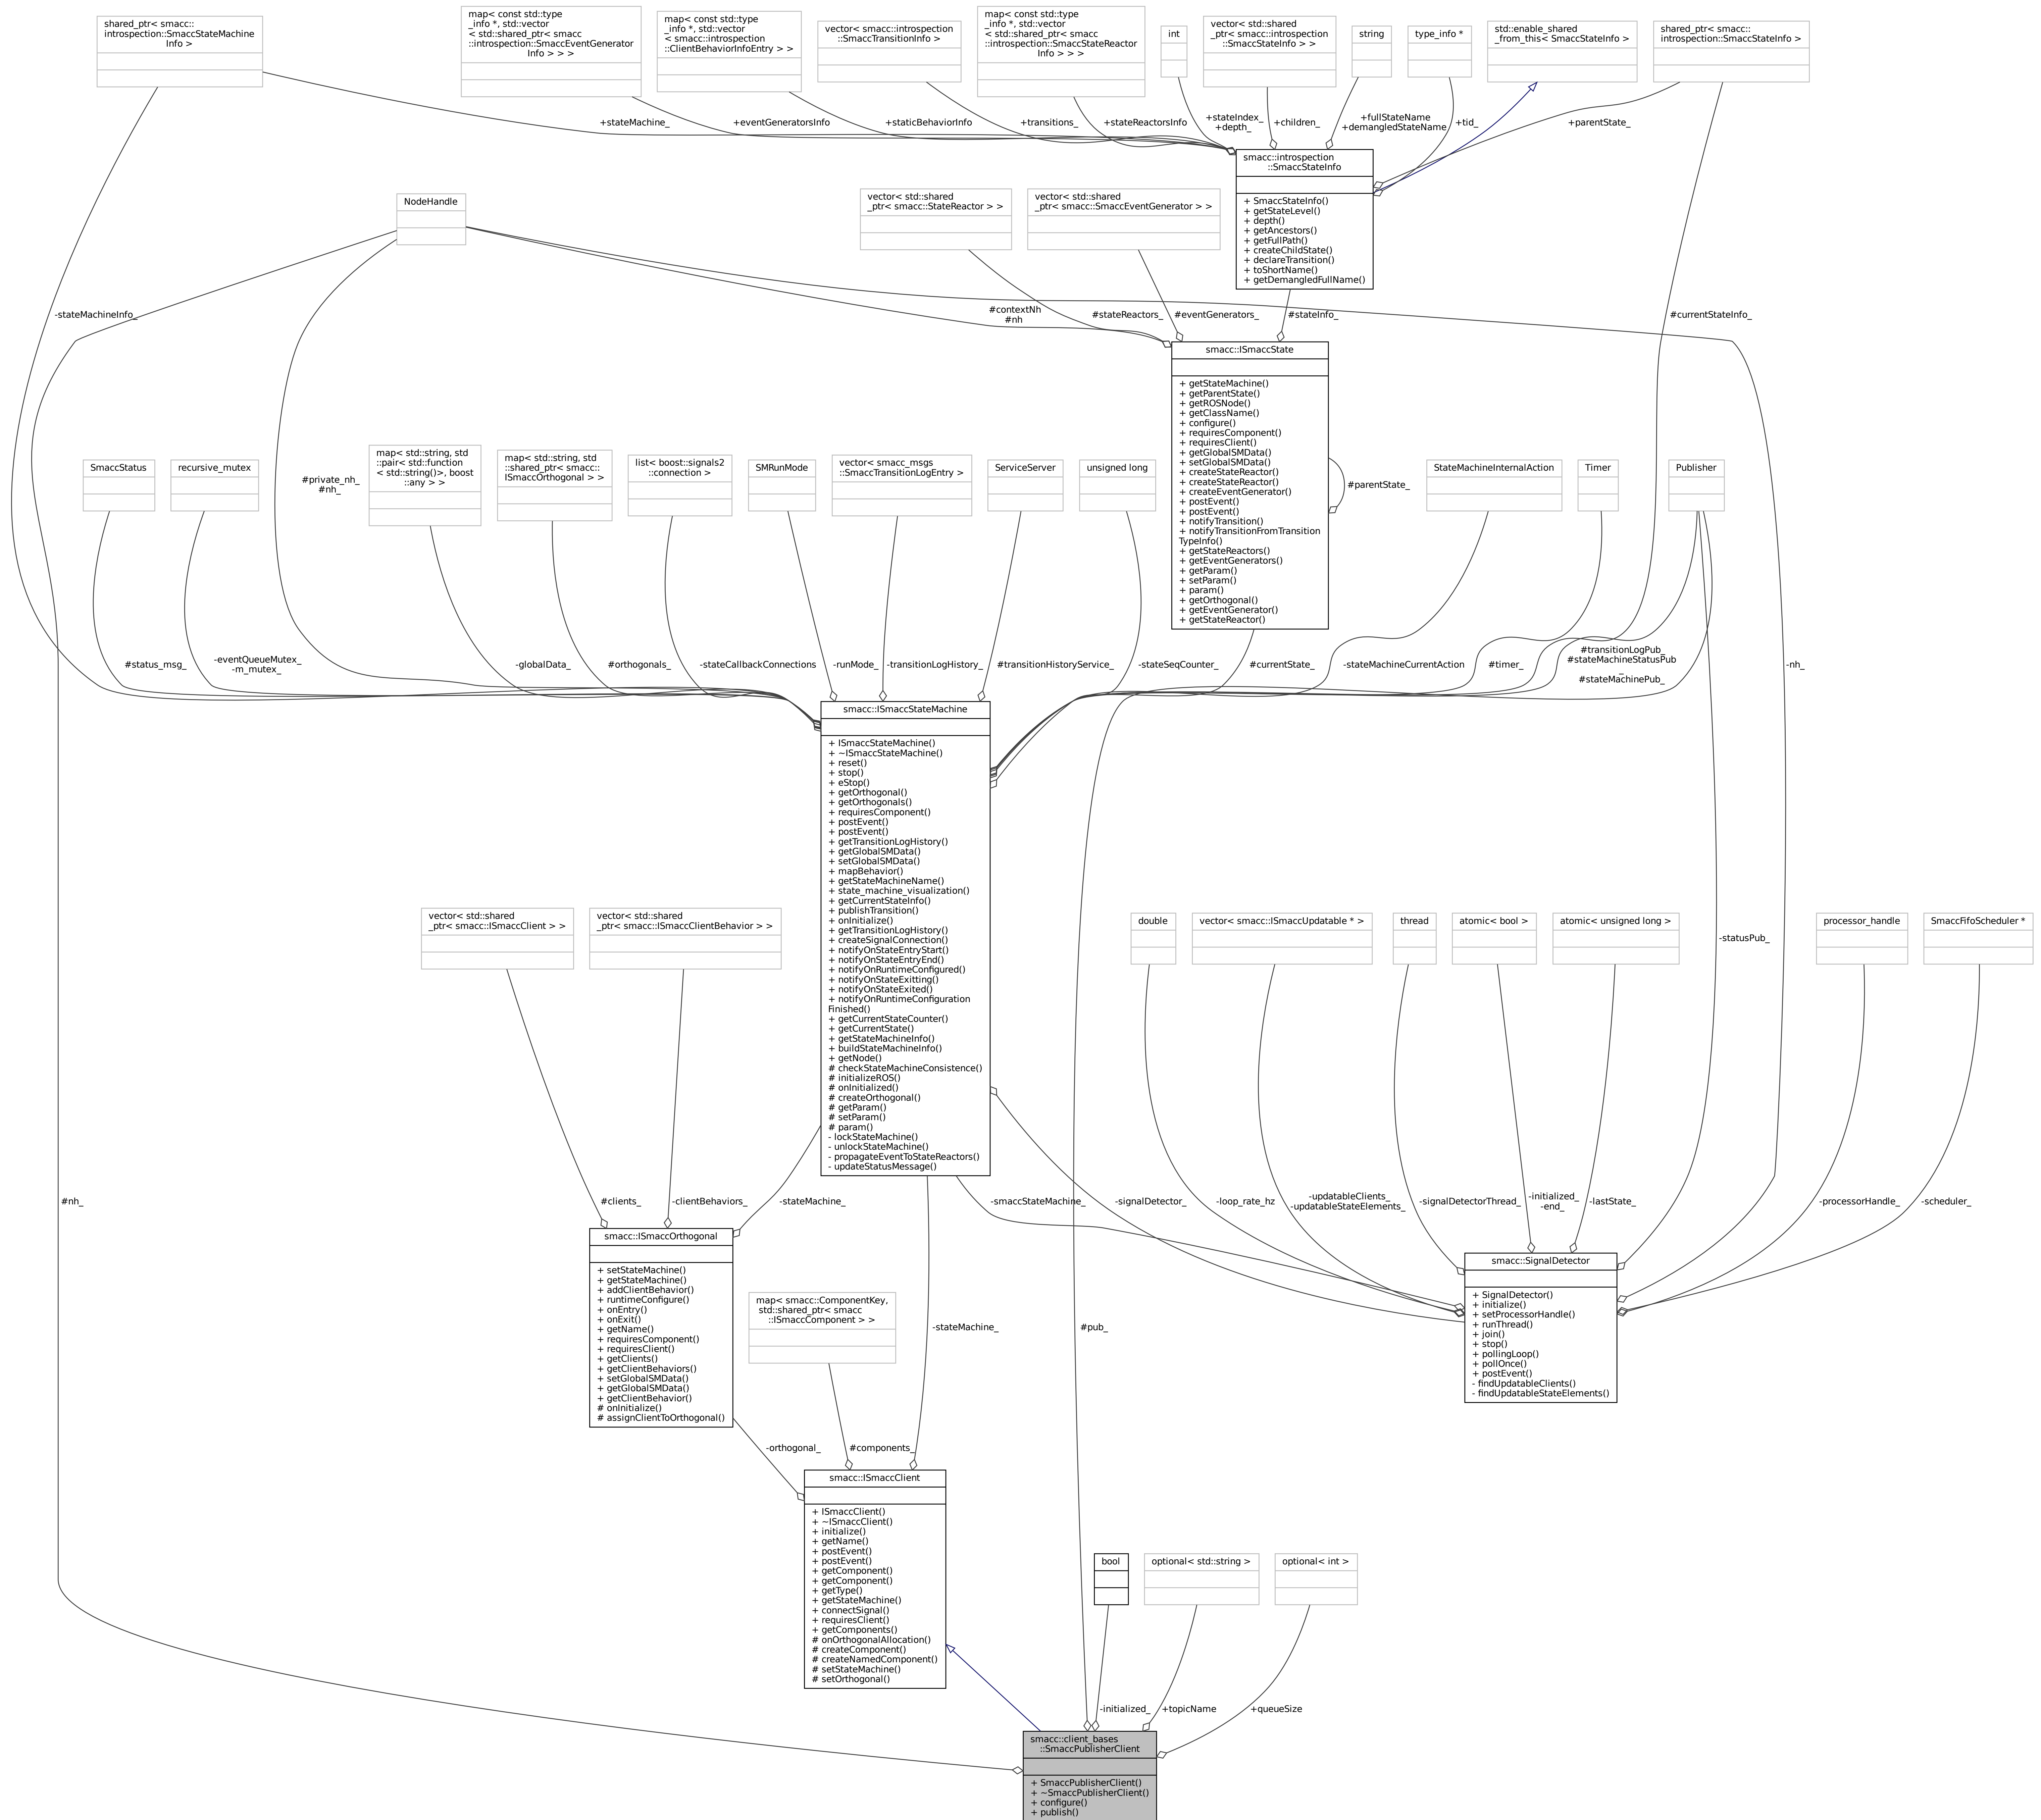 shared_ptr< smacc::
introspection::SmaccStateMachine
Info >
map< const std::type
_info *, std::vector
< std::shared_ptr< smacc
::introspection::SmaccEventGenerator
Info > > >
map< const std::type
_info *, std::vector
< smacc::introspection
::ClientBehaviorInfoEntry > >
vector< smacc::introspection
::SmaccTransitionInfo >
map< const std::type
_info *, std::vector
< std::shared_ptr< smacc
::introspection::SmaccStateReactor
Info > > >
int
vector< std::shared
_ptr< smacc::introspection
::SmaccStateInfo > >
string
type_info *
std::enable_shared
_from_this< SmaccStateInfo >
shared_ptr< smacc::
introspection::SmaccStateInfo >
+stateMachine_
+eventGeneratorsInfo
+staticBehaviorInfo
+transitions_
+stateReactorsInfo
+stateIndex_
+depth_
+children_
+fullStateName
+demangledStateName
+tid_
+parentState_
smacc::introspection
::SmaccStateInfo
+ SmaccStateInfo()
+ getStateLevel()
+ depth()
+ getAncestors()
+ getFullPath()
+ createChildState()
+ declareTransition()
+ toShortName()
+ getDemangledFullName()
NodeHandle
vector< std::shared
_ptr< smacc::StateReactor > >
vector< std::shared
_ptr< smacc::SmaccEventGenerator > >
-stateMachineInfo_
#contextNh
#nh
#stateReactors_
#eventGenerators_
#stateInfo_
#currentStateInfo_
smacc::ISmaccState
+ getStateMachine()
+ getParentState()
+ getROSNode()
+ getClassName()
+ configure()
+ requiresComponent()
+ requiresClient()
+ getGlobalSMData()
+ setGlobalSMData()
+ createStateReactor()
+ createStateReactor()
+ createEventGenerator()
+ postEvent()
+ postEvent()
+ notifyTransition()
+ notifyTransitionFromTransition
TypeInfo()
+ getStateReactors()
+ getEventGenerators()
+ getParam()
+ setParam()
+ param()
+ getOrthogonal()
+ getEventGenerator()
+ getStateReactor()
#parentState_
SmaccStatus
recursive_mutex
#private_nh_
#nh_
map< std::string, std
::pair< std::function
< std::string()>, boost
::any > >
map< std::string, std
::shared_ptr< smacc::
ISmaccOrthogonal > >
list< boost::signals2
::connection >
SMRunMode
vector< smacc_msgs
::SmaccTransitionLogEntry >
ServiceServer
unsigned long
StateMachineInternalAction
Timer
Publisher
#status_msg_
-eventQueueMutex_
-m_mutex_
-globalData_
#orthogonals_
-stateCallbackConnections
-runMode_
-transitionLogHistory_
#transitionHistoryService_
-stateSeqCounter_
#currentState_
-stateMachineCurrentAction
#timer_
#transitionLogPub_
#stateMachineStatusPub
_
#stateMachinePub_
-nh_
smacc::ISmaccStateMachine
+ ISmaccStateMachine()
+ ~ISmaccStateMachine()
+ reset()
+ stop()
+ eStop()
+ getOrthogonal()
+ getOrthogonals()
+ requiresComponent()
+ postEvent()
+ postEvent()
+ getTransitionLogHistory()
+ getGlobalSMData()
+ setGlobalSMData()
+ mapBehavior()
+ getStateMachineName()
+ state_machine_visualization()
+ getCurrentStateInfo()
+ publishTransition()
+ onInitialize()
+ getTransitionLogHistory()
+ createSignalConnection()
+ notifyOnStateEntryStart()
+ notifyOnStateEntryEnd()
+ notifyOnRuntimeConfigured()
+ notifyOnStateExitting()
+ notifyOnStateExited()
+ notifyOnRuntimeConfiguration
Finished()
+ getCurrentStateCounter()
+ getCurrentState()
+ getStateMachineInfo()
+ buildStateMachineInfo()
+ getNode()
# checkStateMachineConsistence()
# initializeROS()
# onInitialized()
# createOrthogonal()
# getParam()
# setParam()
# param()
- lockStateMachine()
- unlockStateMachine()
- propagateEventToStateReactors()
- updateStatusMessage()
vector< std::shared
_ptr< smacc::ISmaccClient > >
vector< std::shared
_ptr< smacc::ISmaccClientBehavior > >
double
vector< smacc::ISmaccUpdatable * >
thread
atomic< bool >
atomic< unsigned long >
-statusPub_
processor_handle
SmaccFifoScheduler *
#nh_
#clients_
-clientBehaviors_
-stateMachine_
-smaccStateMachine_
-signalDetector_
-loop_rate_hz
-updatableClients_
-updatableStateElements_
-signalDetectorThread_
-initialized_
-end_
-lastState_
-processorHandle_
-scheduler_
smacc::ISmaccOrthogonal
+ setStateMachine()
+ getStateMachine()
+ addClientBehavior()
+ runtimeConfigure()
+ onEntry()
+ onExit()
+ getName()
+ requiresComponent()
+ requiresClient()
+ getClients()
+ getClientBehaviors()
+ setGlobalSMData()
+ getGlobalSMData()
+ getClientBehavior()
# onInitialize()
# assignClientToOrthogonal()
map< smacc::ComponentKey,
std::shared_ptr< smacc
::ISmaccComponent > >
-stateMachine_
#pub_
smacc::SignalDetector
+ SignalDetector()
+ initialize()
+ setProcessorHandle()
+ runThread()
+ join()
+ stop()
+ pollingLoop()
+ pollOnce()
+ postEvent()
- findUpdatableClients()
- findUpdatableStateElements()
-orthogonal_
#components_
smacc::ISmaccClient
+ ISmaccClient()
+ ~ISmaccClient()
+ initialize()
+ getName()
+ postEvent()
+ postEvent()
+ getComponent()
+ getComponent()
+ getType()
+ getStateMachine()
+ connectSignal()
+ requiresClient()
+ getComponents()
# onOrthogonalAllocation()
# createComponent()
# createNamedComponent()
# setStateMachine()
# setOrthogonal()
bool
optional< std::string >
optional< int >
-initialized_
+topicName
+queueSize
smacc::client_bases
::SmaccPublisherClient
+ SmaccPublisherClient()
+ ~SmaccPublisherClient()
+ configure()
+ publish()